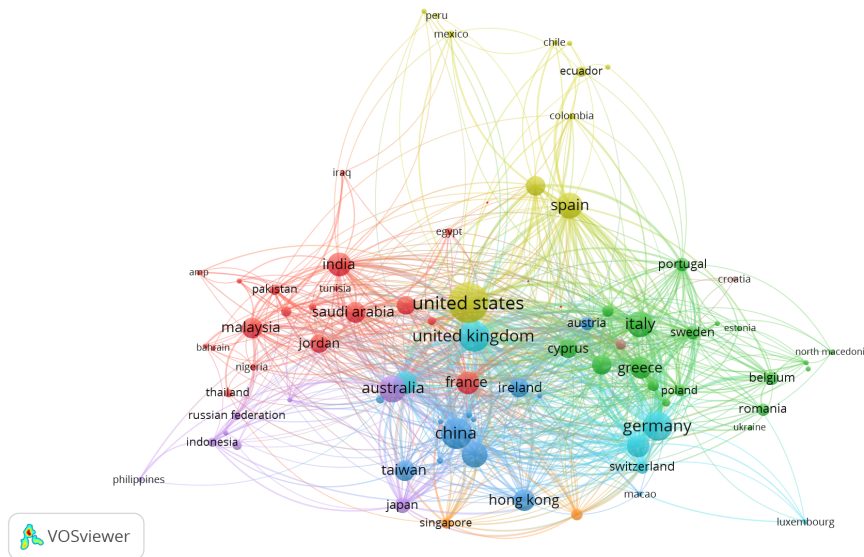 peru
mexico
chile
ecuador
colombia
iraq
spain
egypt
portugal
india
amp
croatia
pakistan
tunisia
united states
saudi arabia
austria
italy
malaysia
estonia
sweden
united kingdom
jordan
bahrain
cyprus
north macedoni
nigeria
greece
belgium
france
australia
ireland
thailand
poland
romania
russian federation
germany
ukraine
china
indonesia
switzerland
taiwan
philippines
macao
hong kong
japan
singapore
luxembourg
VOSviewer